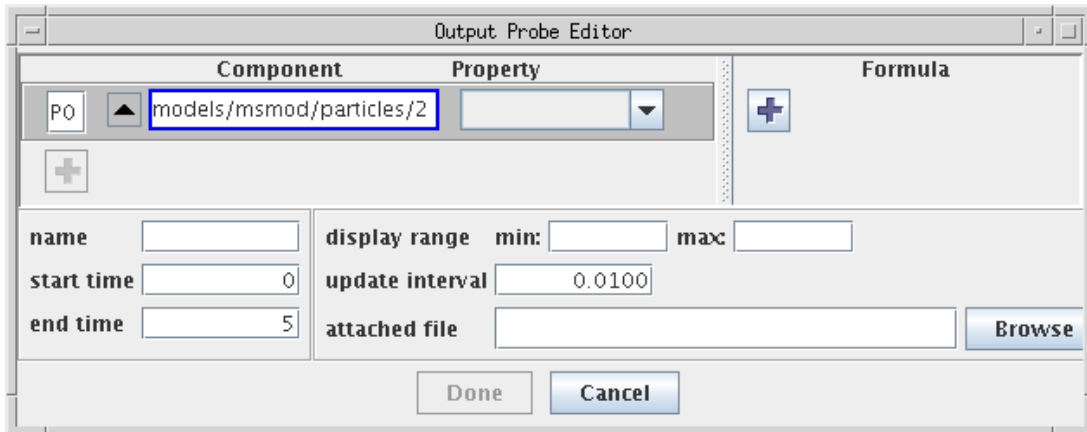 Output Probe Editor
Component Property Formula
P0 models/msmod/particles/2
name display range min: max:
start time 0 update interval 0.0100
end time 5 attached file Browse
Done Cancel